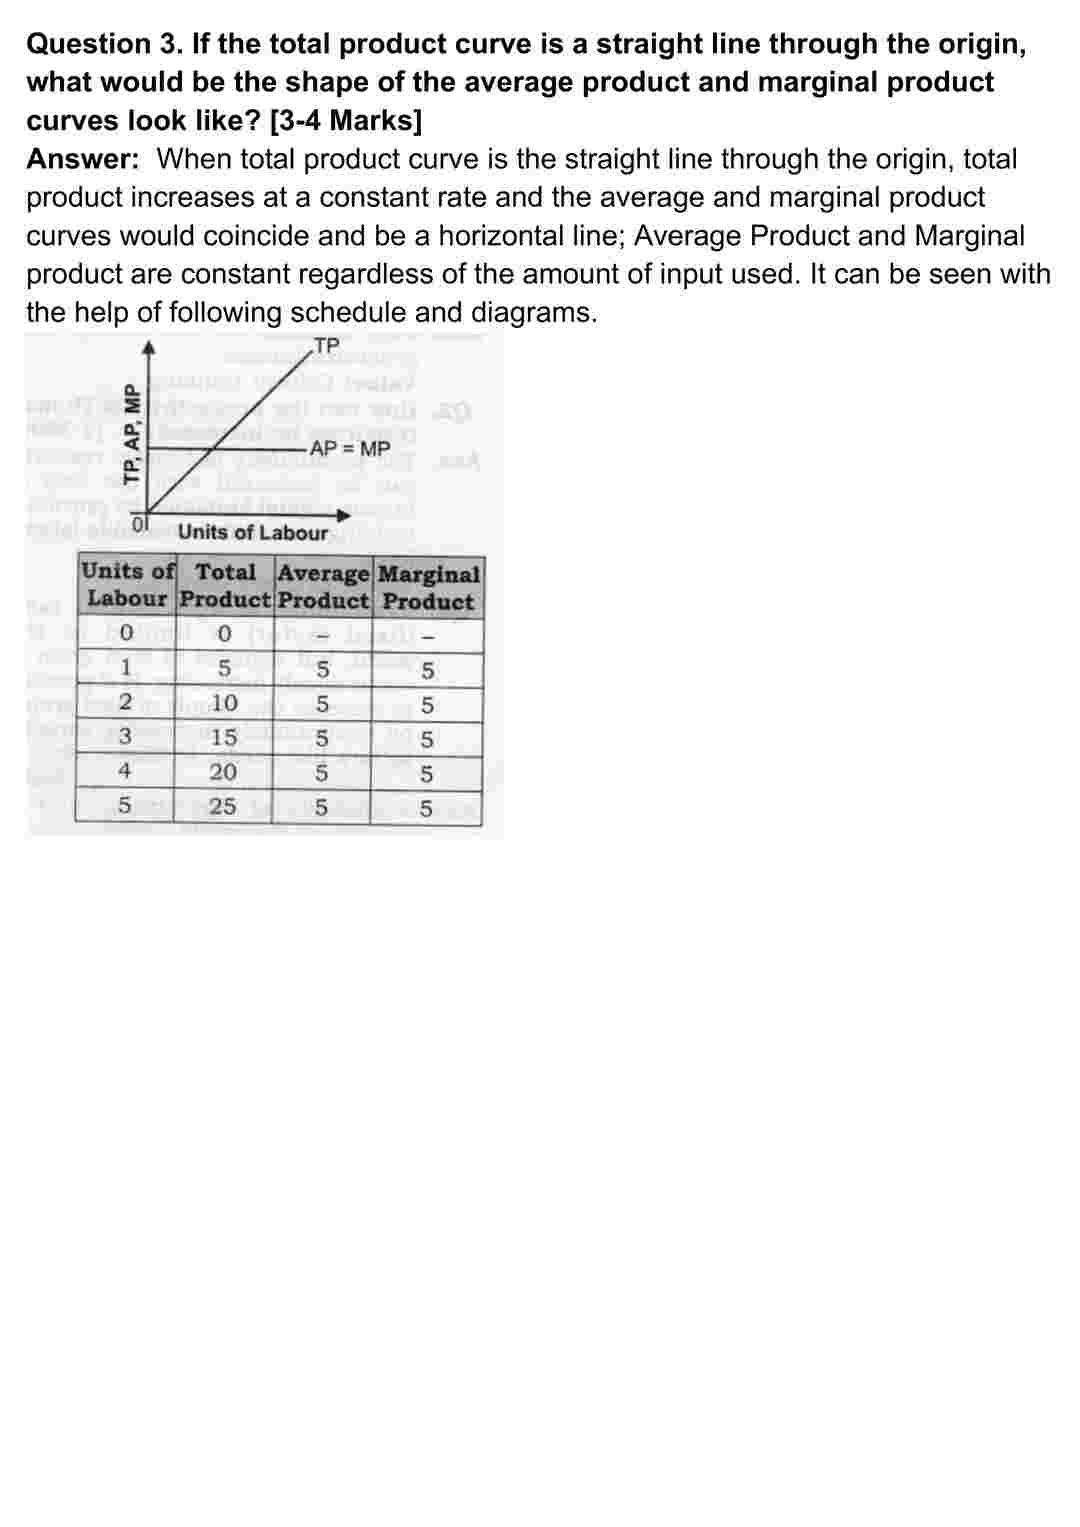 Question 3. If the total product curve is a straight line through the origin,
what would be the shape of the average product and marginal product
curves look like? [3-4 Marks]
Answer:  When total product curve is the straight line through the origin, total
product increases at a constant rate and the average and marginal product
curves would coincide and be a horizontal line; Average Product and Marginal
product are constant regardless of the amount of input used. It can be seen with
the help of following schedule and diagrams.
TP
TP, AP, MP
AP = MP
0
Units of Labour
Units of Labour Total Product Average Product Marginal Product
0 0 – –
1 5 5 5
2 10 5 5
3 15 5 5
4 20 5 5
5 25 5 5